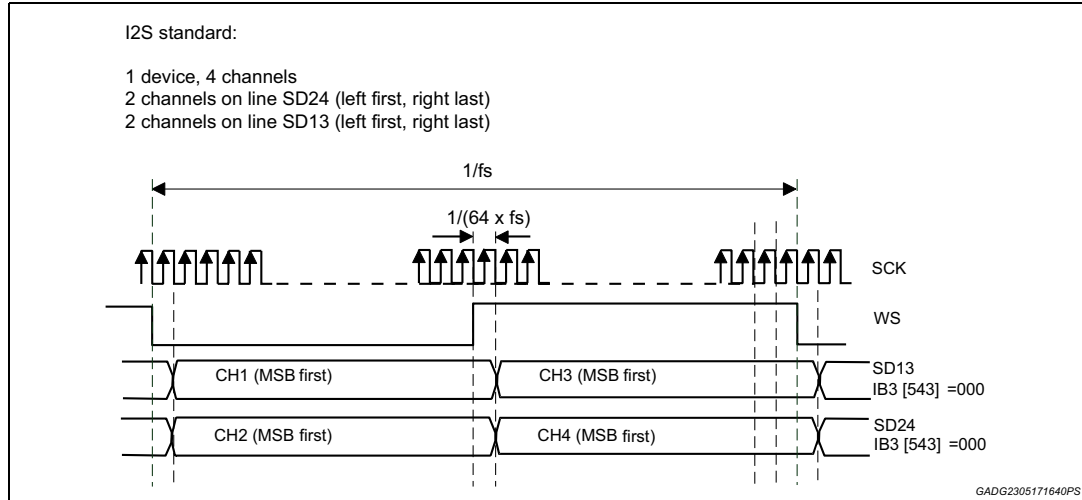 I2S standard:
1 device, 4 channels
2 channels on line SD24 (left first, right last)
2 channels on line SD13 (left first, right last)
1/fs
1/(64 x fs)
SCK
WS
CH1 (MSB first)
CH3 (MSB first)
SD13
IB3 [543] =000
CH2 (MSB first)
CH4 (MSB first)
SD24
IB3 [543] =000
GADG2305171640PS